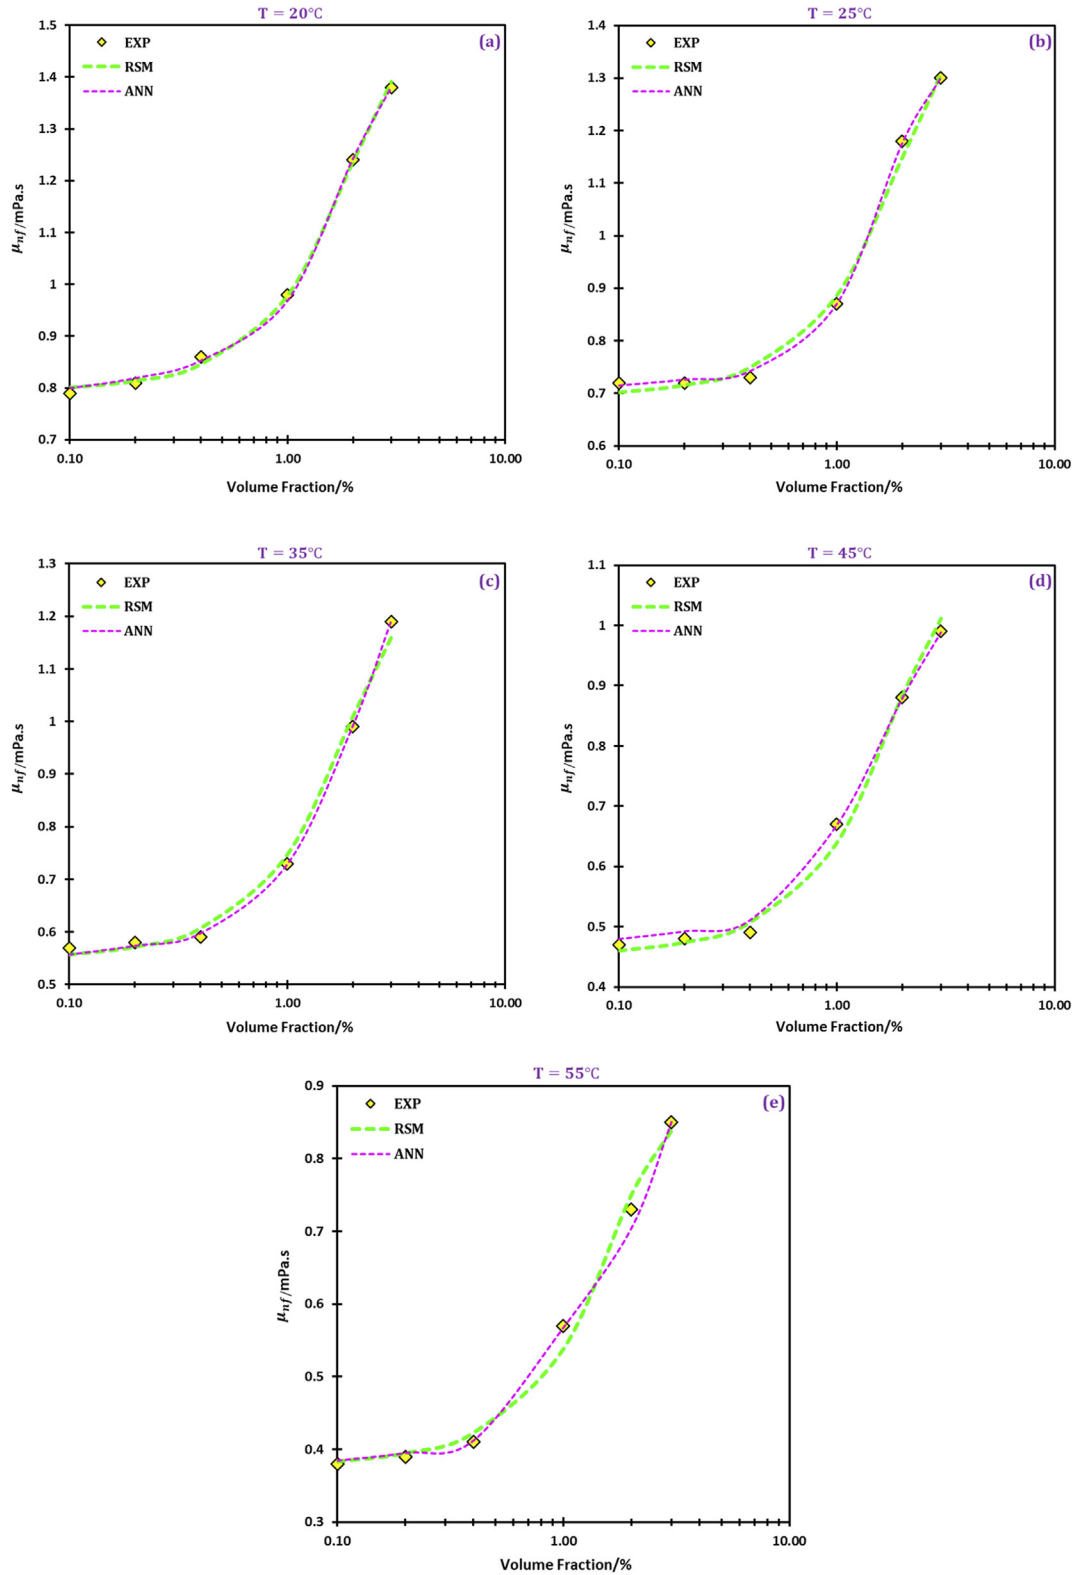 T = 20°C
(a)
EXP
RSM
ANN
1.5
1.4
1.3
1.2
1.1
1
0.9
0.8
0.7
μnf/mPa.s
0.10
1.00
10.00
Volume Fraction/%
T = 25°C
(b)
EXP
RSM
ANN
1.4
1.3
1.2
1.1
1
0.9
0.8
0.7
0.6
μnf/mPa.s
0.10
1.00
10.00
Volume Fraction/%
T = 35°C
(c)
EXP
RSM
ANN
1.3
1.2
1.1
1
0.9
0.8
0.7
0.6
0.5
μnf/mPa.s
0.10
1.00
10.00
Volume Fraction/%
T = 45°C
(d)
EXP
RSM
ANN
1.1
1
0.9
0.8
0.7
0.6
0.5
0.4
μnf/mPa.s
0.10
1.00
10.00
Volume Fraction/%
T = 55°C
(e)
EXP
RSM
ANN
0.9
0.8
0.7
0.6
0.5
0.4
0.3
μnf/mPa.s
0.10
1.00
10.00
Volume Fraction/%